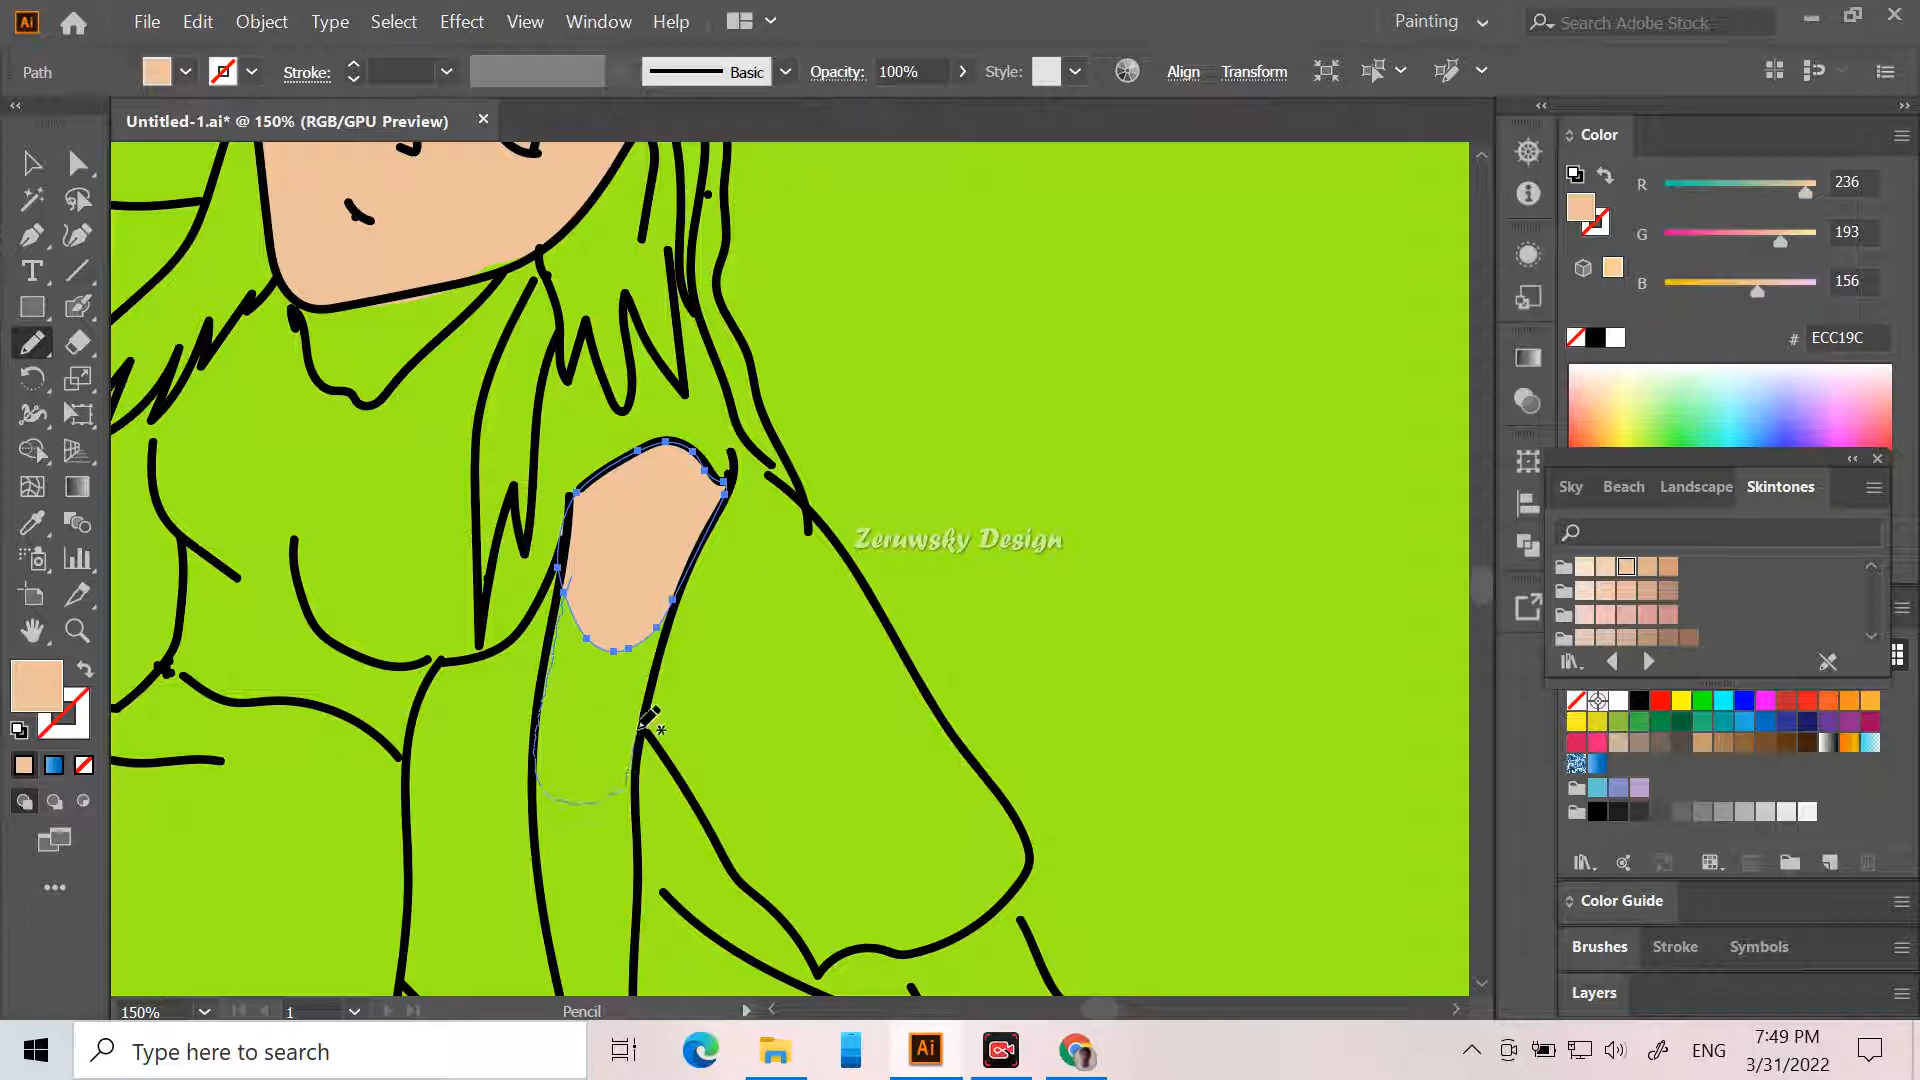 Ai File Edit Object Type Select Effect View Window Help Painting Search Adobe Stock
Path Stroke: Basic Opacity: 100% Style: Align Transform
Untitled-1.ai* @ 150% (RGB/GPU Preview)
Color
R 236
G 193
B 156
# ECC19C
Sky Beach Landscape Skintones
Zeruwsky Design
Color Guide
Brushes Stroke Symbols
Layers
150% 1 Pencil
Type here to search Ai ENG 7:49 PM
3/31/2022